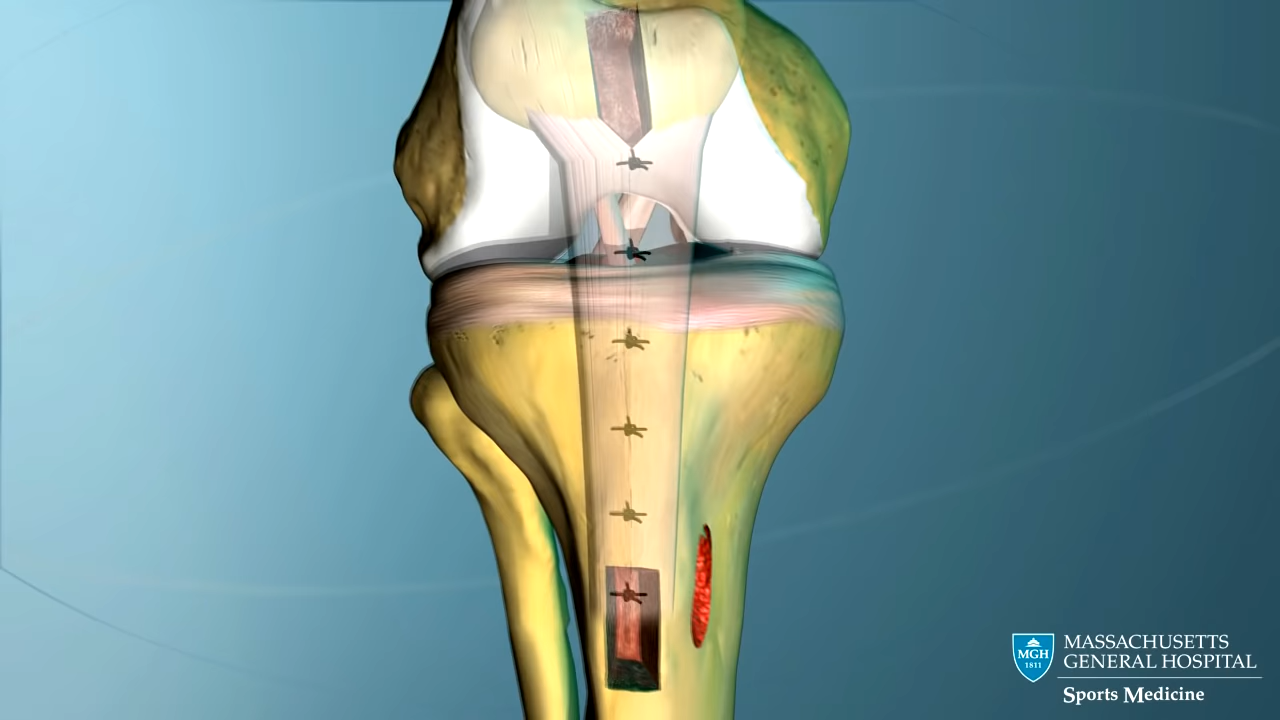 MGH
1811
MASSACHUSETTS
GENERAL HOSPITAL
Sports Medicine